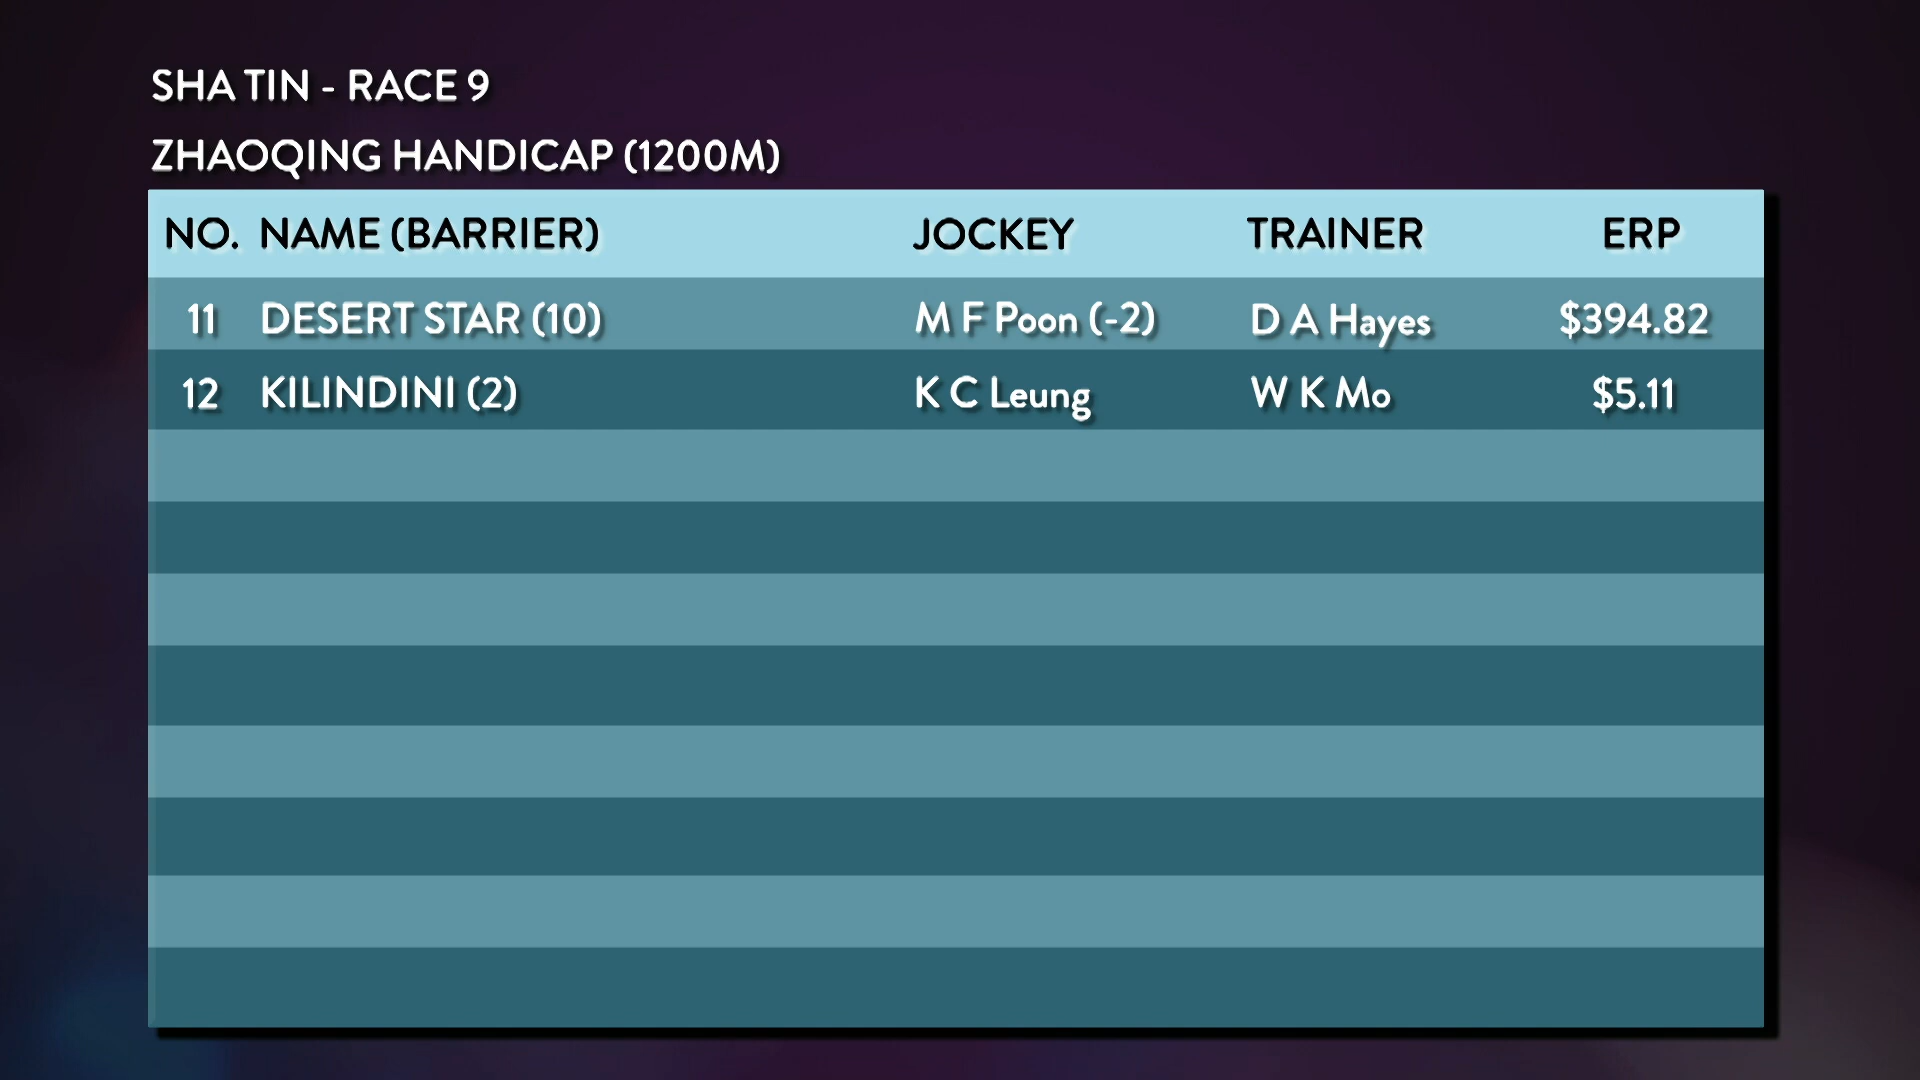 SHA TIN - RACE 9
ZHAOQING HANDICAP (1200M)
NO. NAME (BARRIER) JOCKEY TRAINER ERP
11 DESERT STAR (10) M F Poon (-2) D A Hayes $394.82
12 KILINDINI (2) K C Leung W K Mo $5.11